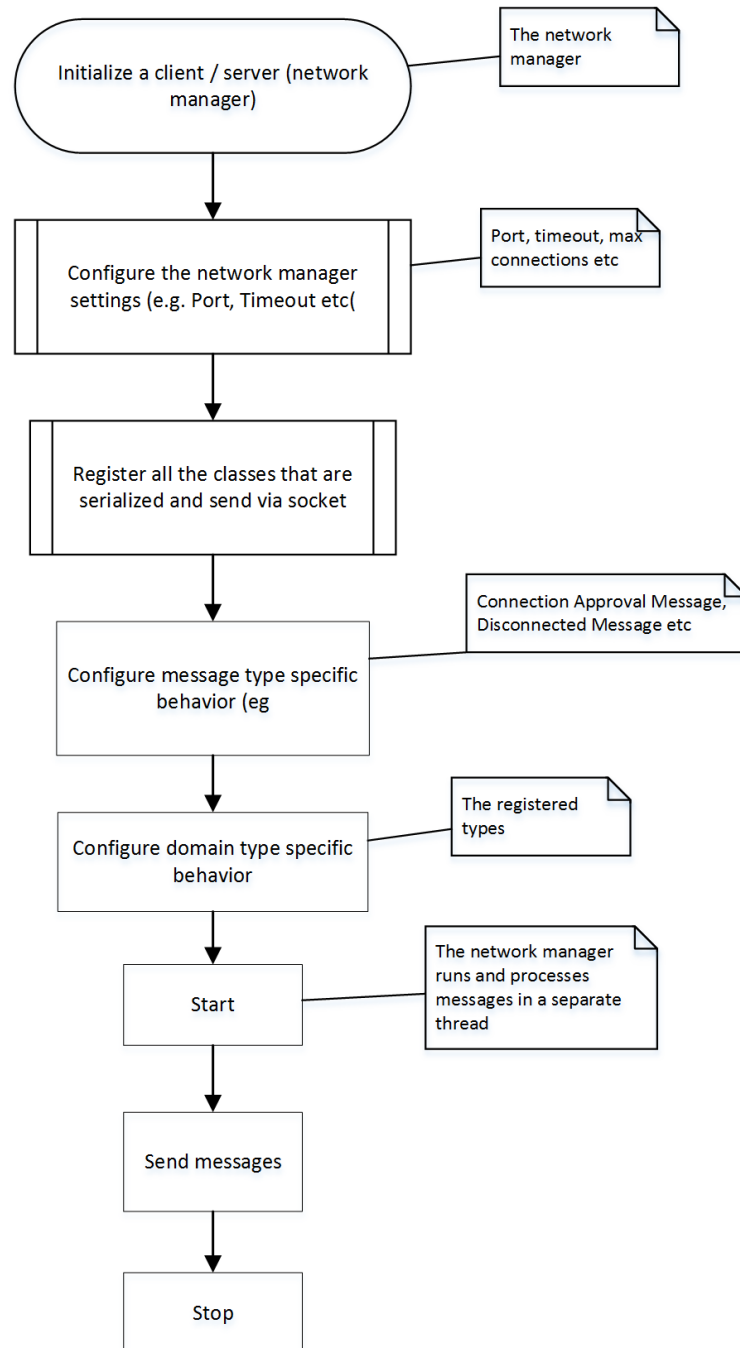 The network
manager
Initialize a client / server (network
manager)
Port, timeout, max
connections etc
Configure the network manager
settings (e.g. Port, Timeout etc(
Register all the classes that are
serialized and send via socket
Connection Approval Message,
Disconnected Message etc
Configure message type specific
behavior (eg
The registered
types
Configure domain type specific
behavior
The network manager
runs and processes
messages in a separate
thread
Start
Send messages
Stop